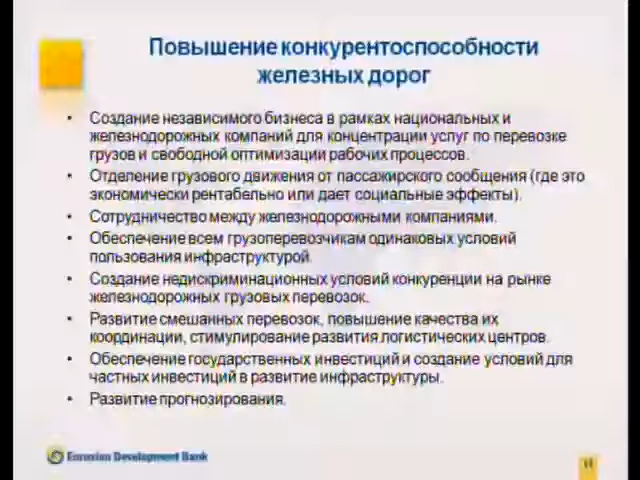 Повышение конкурентоспособности
железных дорог
• Создание независимого бизнеса в рамках национальных и
железнодорожных компаний для концентрации услуг по перевозке
грузов и свободной оптимизации рабочих процессов.
• Отделение грузового движения от пассажирского сообщения (где это
экономически рентабельно или дает социальные эффекты).
• Сотрудничество между железнодорожными компаниями.
• Обеспечение всем грузоперевозчикам одинаковых условий
пользования инфраструктурой.
• Создание недискриминационных условий конкуренции на рынке
железнодорожных грузовых перевозок.
• Развитие смешанных перевозок, повышение качества их
координации, стимулирование развития логистических центров.
• Обеспечение государственных инвестиций и создание условий для
частных инвестиций в развитие инфраструктуры.
• Развитие прогнозирования.
Eurasian Development Bank